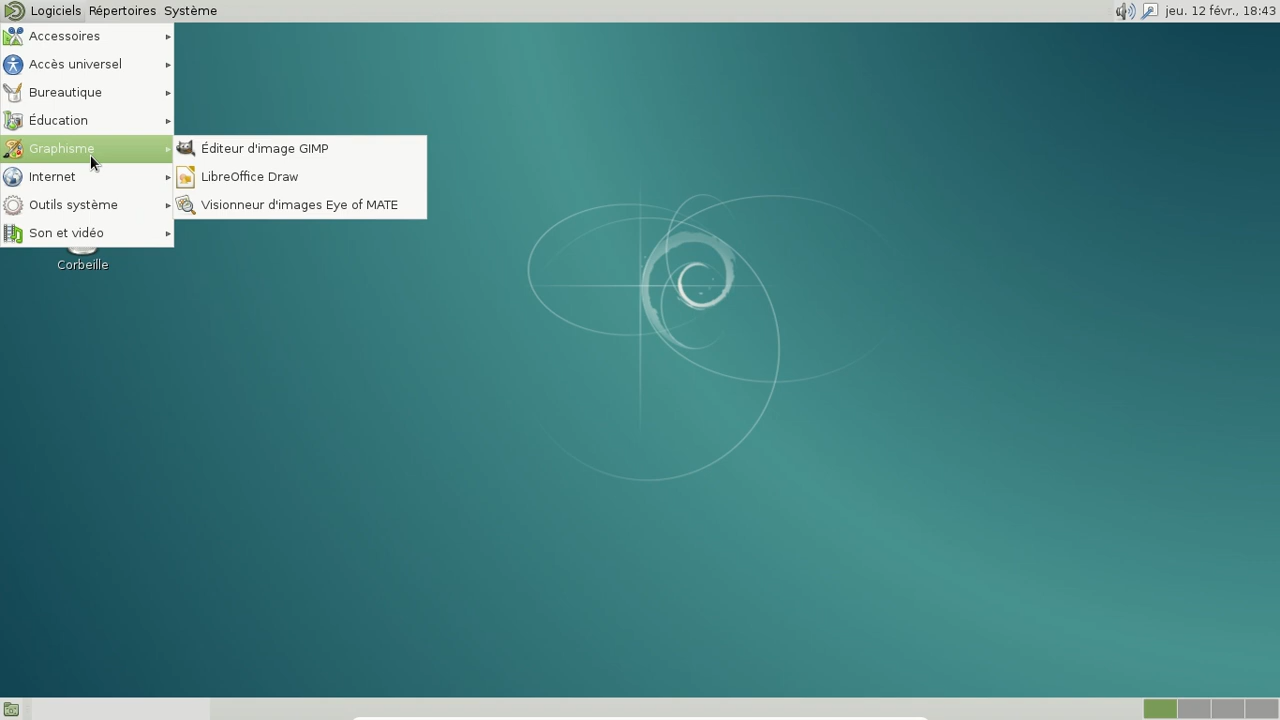 Logiciels Répertoires Système jeu. 12 févr., 18:43
Accessoires
Accès universel
Bureautique
Éducation
Graphisme
Internet
Outils système
Son et vidéo
Éditeur d'image GIMP
LibreOffice Draw
Visionneur d'images Eye of MATE
Corbeille